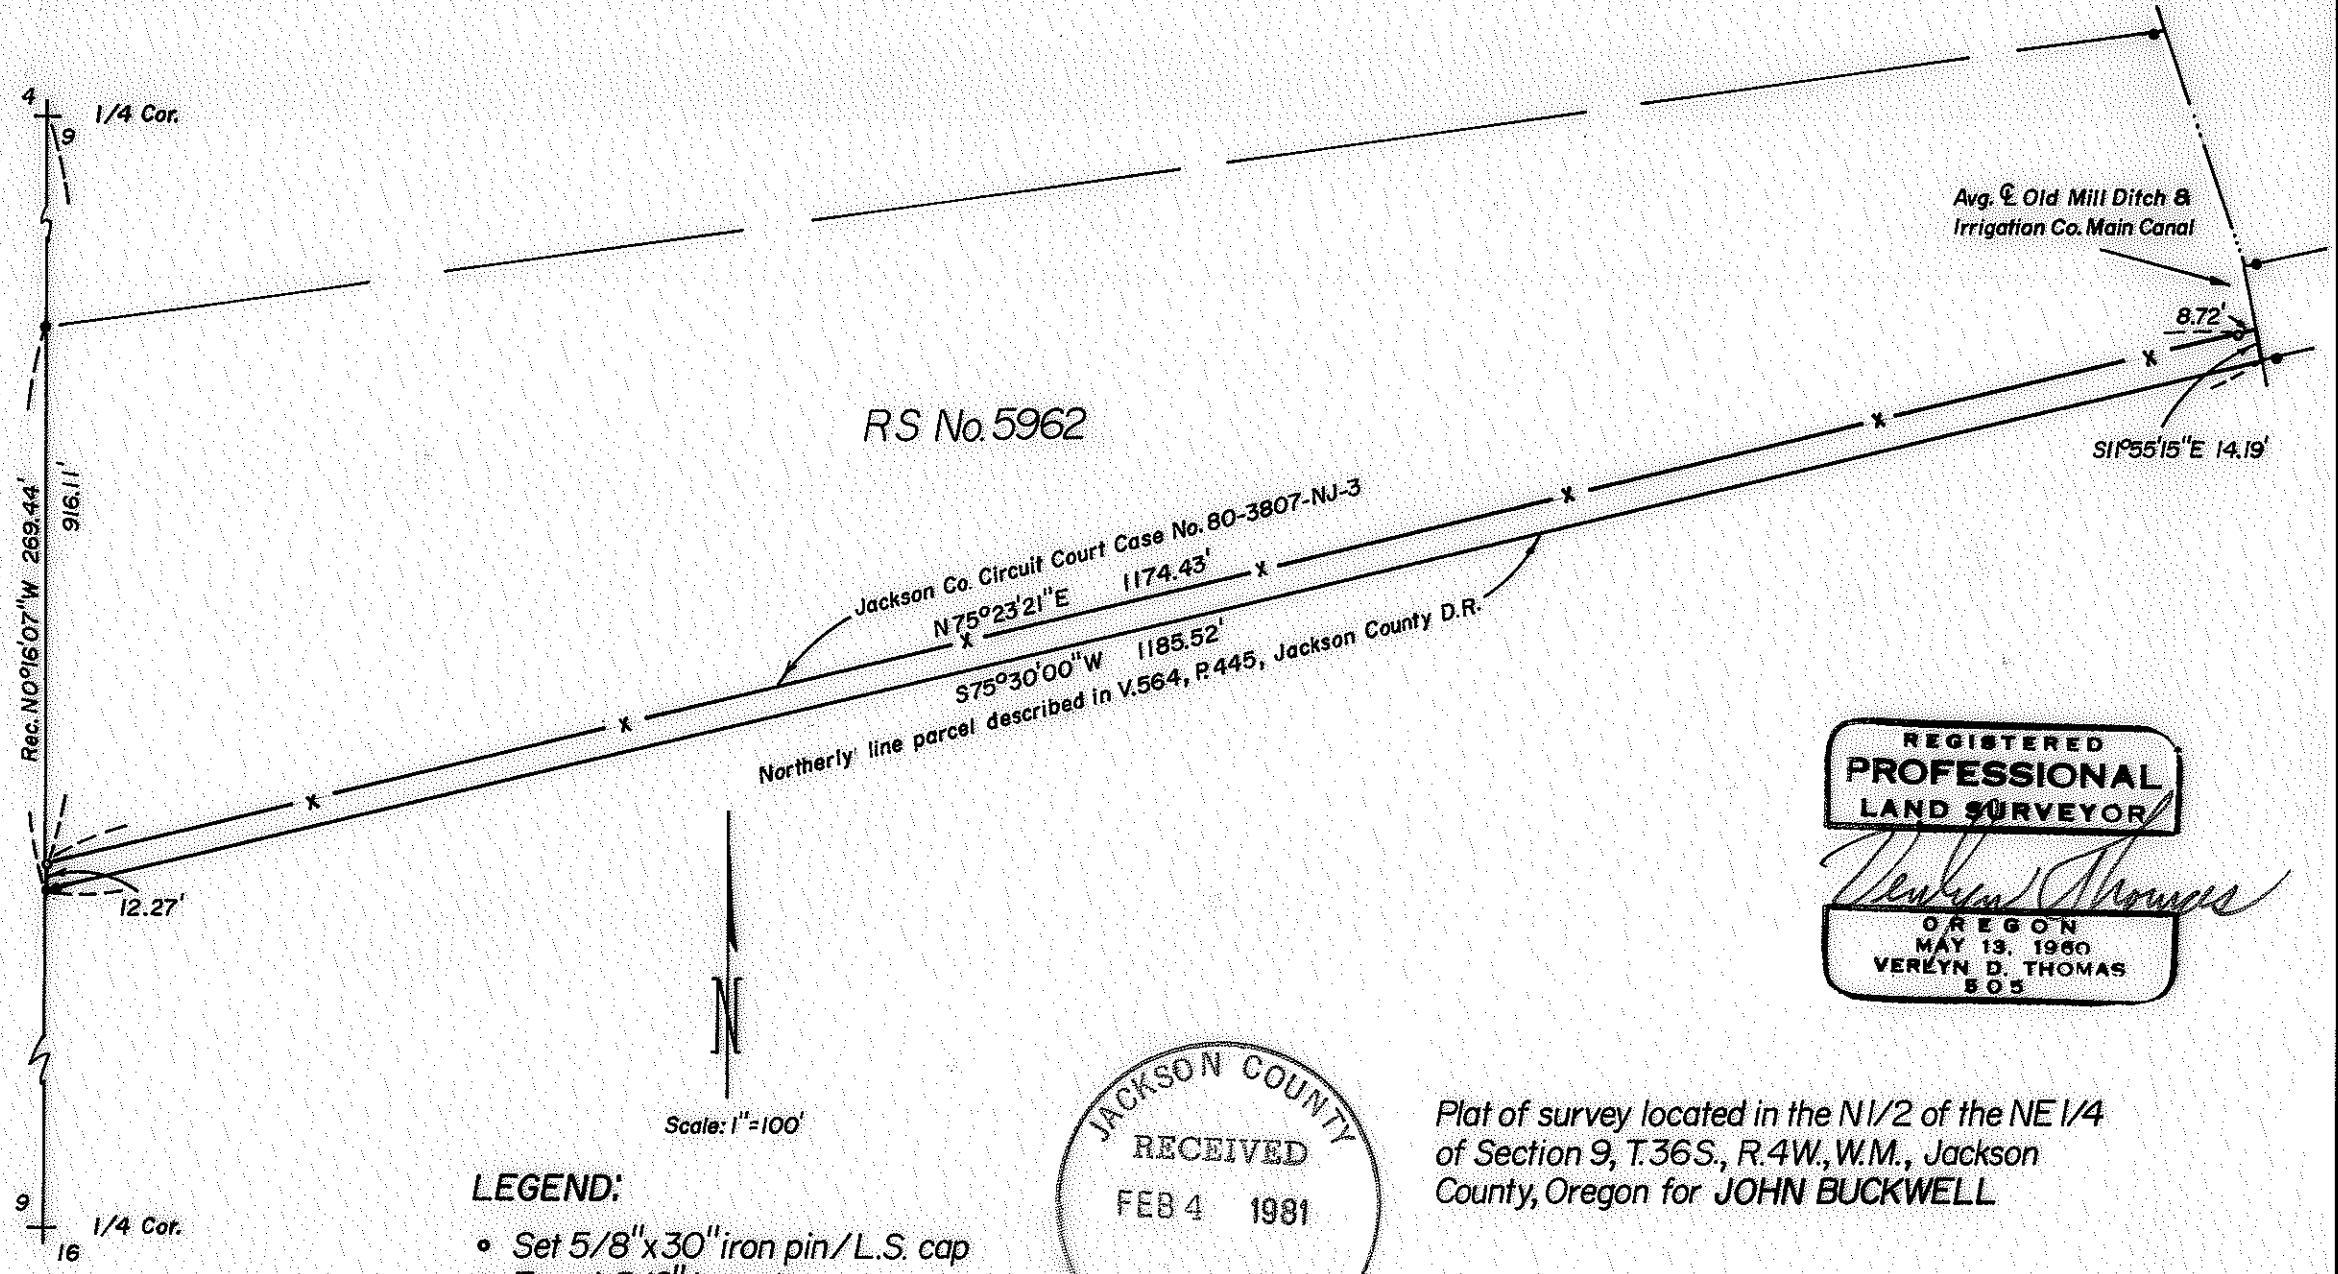 4
1/4 Cor.
9
Avg. ℄ Old Mill Ditch &
Irrigation Co. Main Canal
8.72'
S11°55'15"E 14.19'
RS No. 5962
Rec. N0°16'07"W 269.44'
916.11'
Jackson Co. Circuit Court Case No. 80-3807-NJ-3
N75°23'21"E 1174.43'
S75°30'00"W 1185.52'
Northerly line parcel described in V.564, P.445, Jackson County D.R.
12.27'
REGISTERED
PROFESSIONAL
LAND SURVEYOR
Verlyn D Thomas
OREGON
MAY 13, 1960
VERLYN D. THOMAS
505
N
Scale: 1"=100'
JACKSON COUNTY
RECEIVED
FEB 4 1981
Plat of survey located in the N1/2 of the NE1/4
of Section 9, T.36S., R.4W., W.M., Jackson
County, Oregon for JOHN BUCKWELL
9
1/4 Cor.
16
LEGEND:
Set 5/8"x30" iron pin/L.S. cap